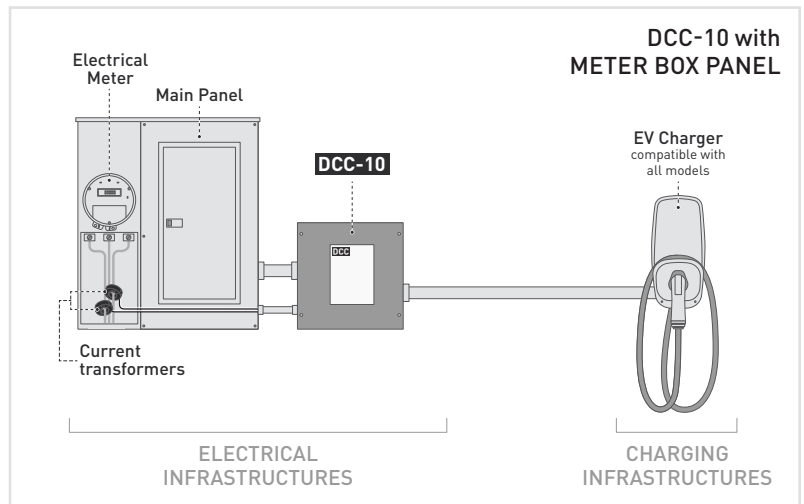 DCC-10 with
METER BOX PANEL
Electrical
Meter
Main Panel
DCC-10
EV Charger
compatible with
all models
DCC
Current
transformers
ELECTRICAL
INFRASTRUCTURES
CHARGING
INFRASTRUCTURES